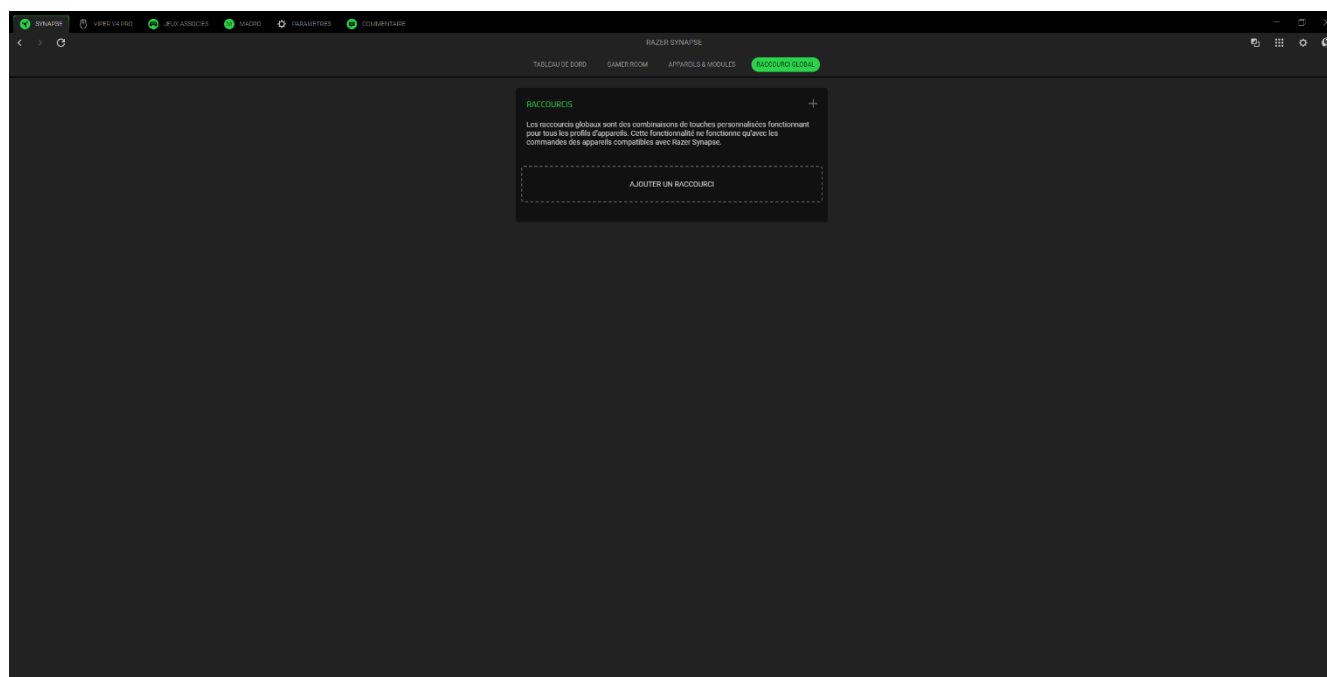 SYNAPSE VIPER V4 PRO JEUX ASSOCIÉS MACRO PARAMÈTRES COMMENTAIRE
RAZER SYNAPSE
TABLEAU DE BORD GAMER ROOM APPAREILS & MODULES RACCOURCI GLOBAL
RACCOURCIS
Les raccourcis globaux sont des combinaisons de touches personnalisées fonctionnant
pour tous les profils d'appareils. Cette fonctionnalité ne fonctionne qu'avec les
commandes des appareils compatibles avec Razer Synapse.
AJOUTER UN RACCOURCI